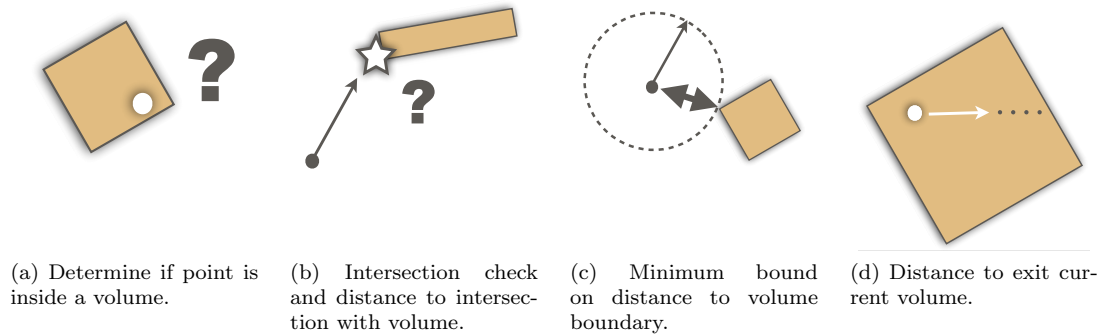 ?
?
(a) Determine if point is
inside a volume.
(b) Intersection check
and distance to intersec-
tion with volume.
(c) Minimum bound
on distance to volume
boundary.
(d) Distance to exit cur-
rent volume.